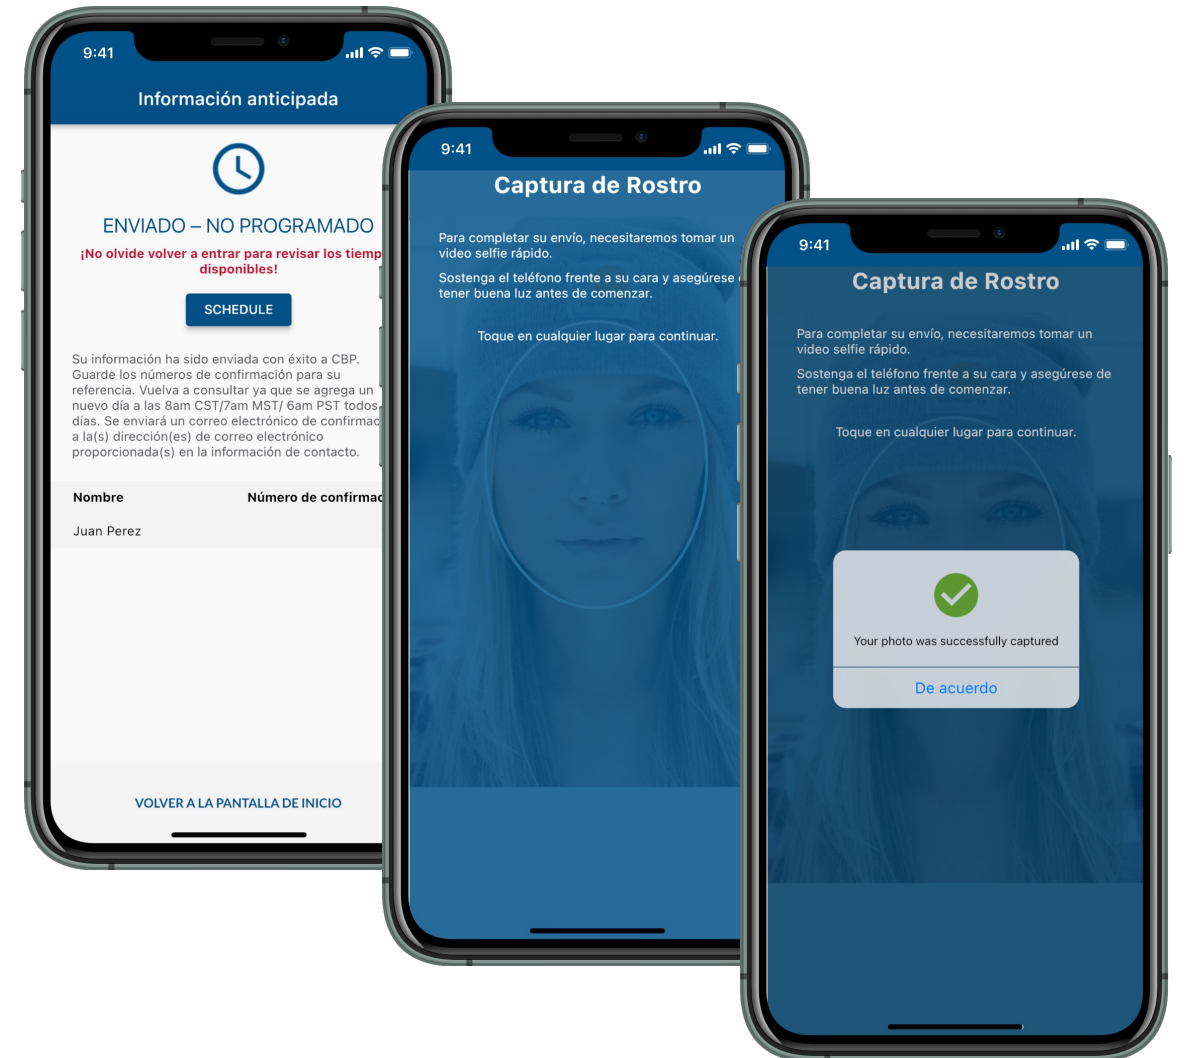 9:41
Información anticipada
ENVIADO – NO PROGRAMADO
¡No olvide volver a entrar para revisar los
disponibles!
SCHEDULE
Su información ha sido enviada con éxito a CBP.
Guarde los números de confirmación para su
referencia. Vuelva a consultar ya que se agrega un
nuevo día a las 8am CST/7am MST/ 6am PST todos
días. Se enviará un correo electrónico de
a la(s) dirección(es) de correo electrónico
proporcionada(s) en la información de contacto.
Nombre Número de
Juan Perez
VOLVER A LA PANTALLA DE INICIO
9:41
Captura de Rostro
Para completar su envío, necesitaremos tomar un
video selfie rápido.
Sostenga el teléfono frente a su cara y asegúrese
tener buena luz antes de comenzar.
Toque en cualquier lugar para continuar.
9:41
Captura de Rostro
Para completar su envío, necesitaremos tomar un
video selfie rápido.
Sostenga el teléfono frente a su cara y asegúrese de
tener buena luz antes de comenzar.
Toque en cualquier lugar para continuar.
Your photo was successfully captured
De acuerdo